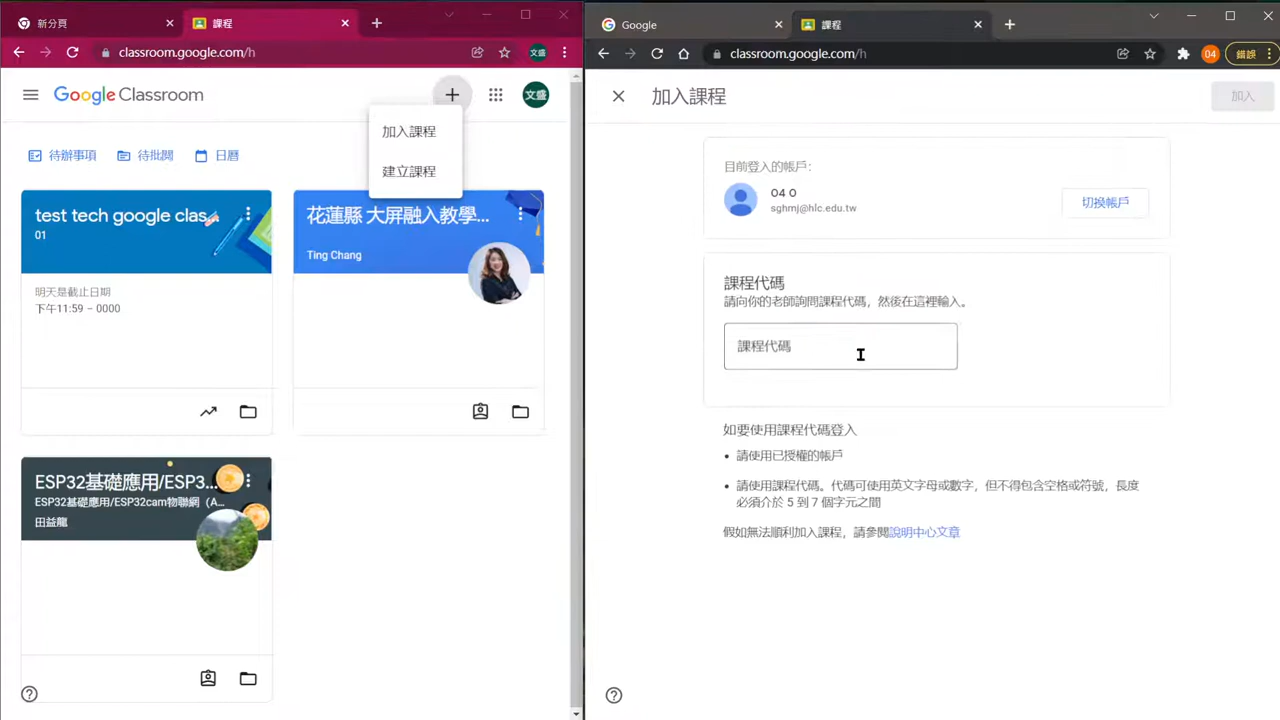 新分頁
課程
classroom.google.com/h
文盛
Google Classroom
文盛
加入課程
建立課程
待辦事項
待批閱
日曆
test tech google clas...
01
明天是截止日期
下午11:59 – 0000
花蓮縣 大屏融入教學...
Ting Chang
ESP32基礎應用/ESP3...
ESP32基礎應用/ESP32cam物聯網（A...
田益龍
Google
課程
classroom.google.com/h
04
錯誤
加入課程
加入
目前登入的帳戶：
04 0
sghmj@hlc.edu.tw
切換帳戶
課程代碼
請向你的老師詢問課程代碼，然後在這裡輸入。
課程代碼
如要使用課程代碼登入
• 請使用已授權的帳戶
• 請使用課程代碼。代碼可使用英文字母或數字，但不得包含空格或符號，長度
必須介於 5 到 7 個字元之間
假如無法順利加入課程，請參閱說明中心文章